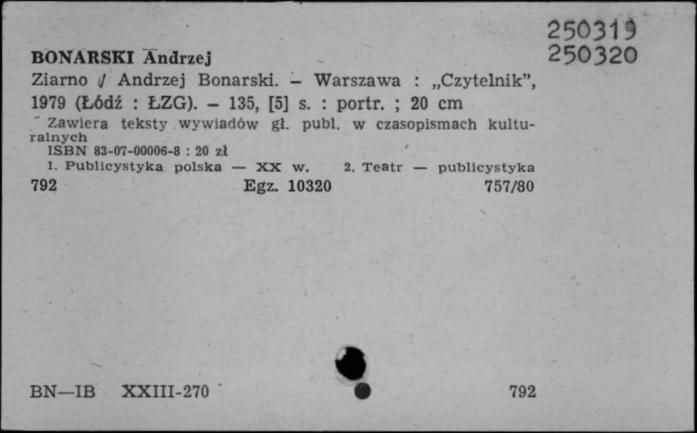 250319
250320
BONARSKI Andrzej
Ziarno / Andrzej Bonarski. – Warszawa : „Czytelnik”,
1979 (Łódź : ŁZG). – 135, [5] s. : portr. ; 20 cm
Zawiera teksty wywiadów gł. publ. w czasopismach kultu-
ralnych
ISBN 83-07-00006-8 : 20 zł
1. Publicystyka polska — XX w. 2. Teatr — publicystyka
792 Egz. 10320 757/80
BN—IB XXIII-270 792